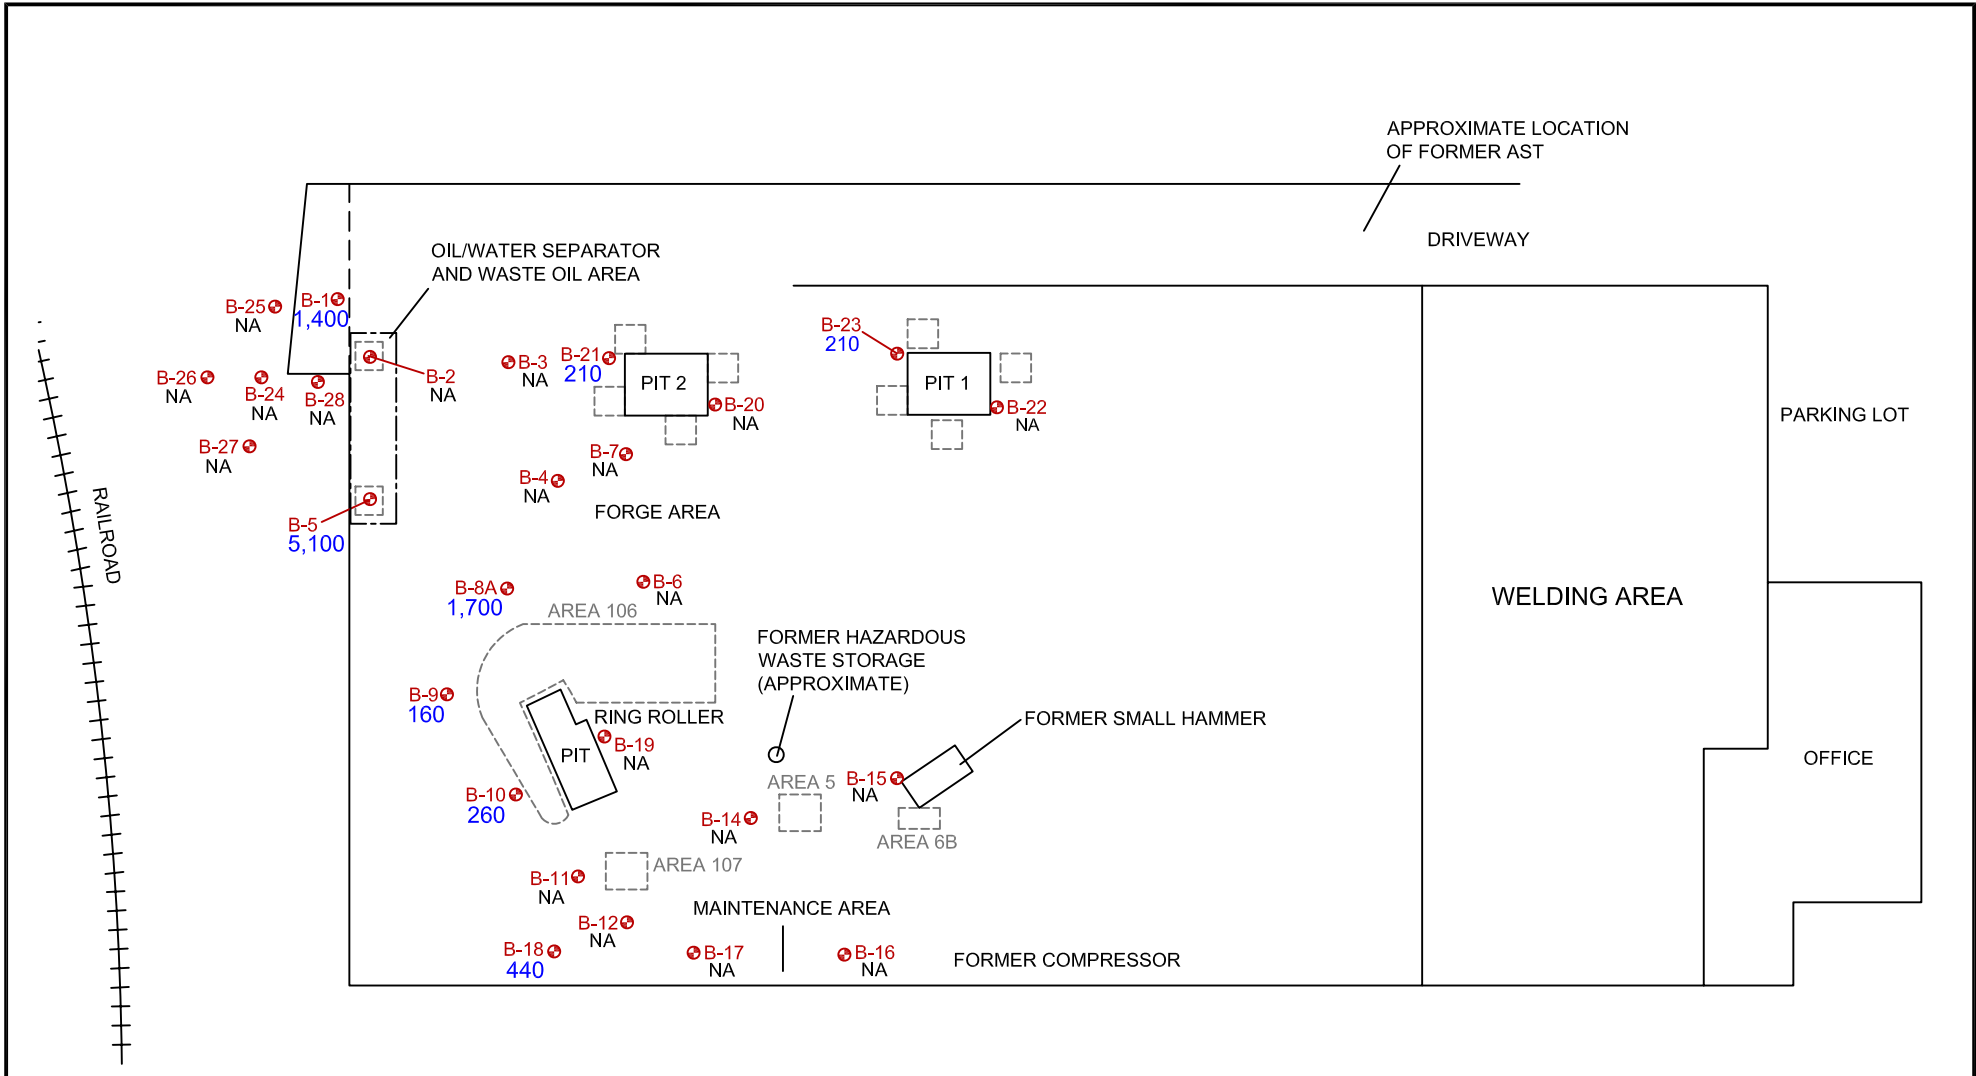 APPROXIMATE LOCATION
OF FORMER AST
DRIVEWAY
OIL/WATER SEPARATOR
AND WASTE OIL AREA
B-25
NA
B-1
1,400
B-23
210
B-3
NA
B-21
210
PIT 2
PIT 1
B-26
NA
B-24
NA
B-28
NA
B-2
NA
B-20
NA
B-22
NA
PARKING LOT
B-27
NA
B-7
NA
B-4
NA
FORGE AREA
RAILROAD
B-5
5,100
B-8A
1,700
B-6
NA
AREA 106
WELDING AREA
FORMER HAZARDOUS
WASTE STORAGE
(APPROXIMATE)
B-9
160
RING ROLLER
FORMER SMALL HAMMER
PIT
B-19
NA
OFFICE
AREA 5
B-15
NA
B-10
260
B-14
NA
AREA 6B
AREA 107
B-11
NA
MAINTENANCE AREA
B-12
NA
B-18
440
B-17
NA
B-16
NA
FORMER COMPRESSOR